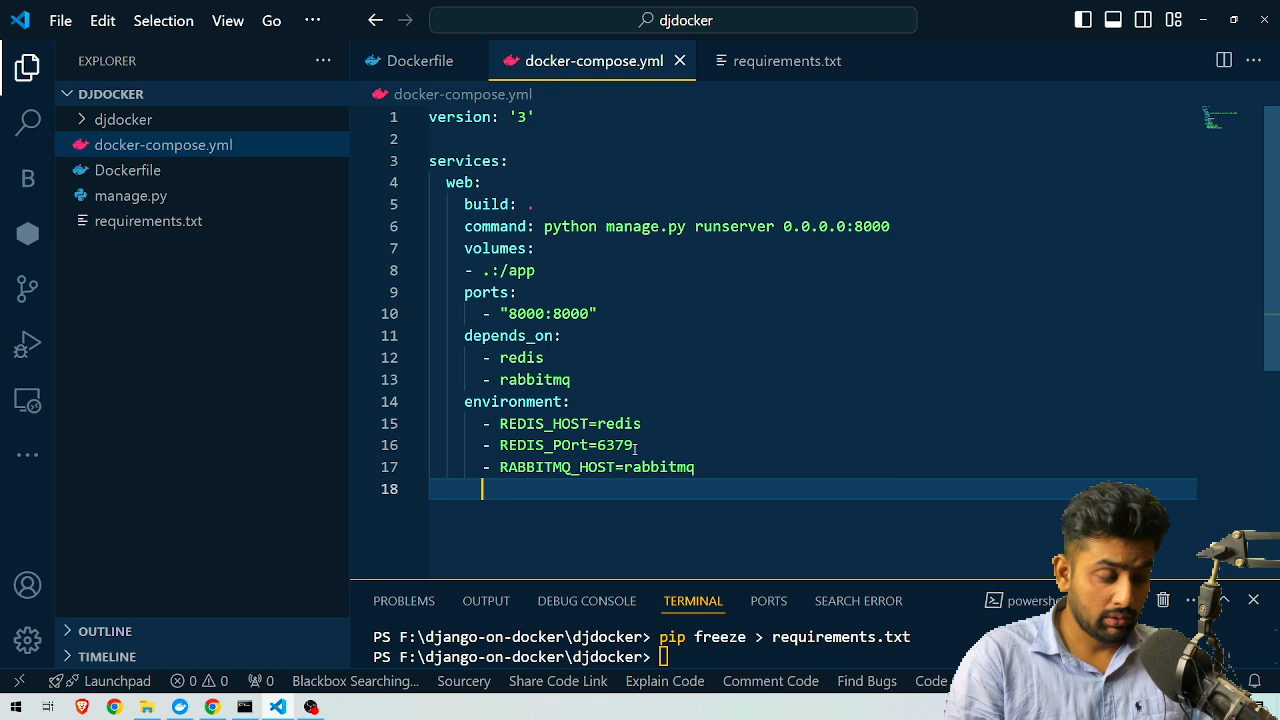 File Edit Selection View Go ··· djdocker
EXPLORER ···
DJDOCKER
djdocker
docker-compose.yml
Dockerfile
manage.py
requirements.txt
OUTLINE
TIMELINE
Dockerfile docker-compose.yml requirements.txt
docker-compose.yml
1 version: '3'
2
3 services:
4 web:
5 build: .
6 command: python manage.py runserver 0.0.0.0:8000
7 volumes:
8 - .:/app
9 ports:
10 - "8000:8000"
11 depends_on:
12 - redis
13 - rabbitmq
14 environment:
15 - REDIS_HOST=redis
16 - REDIS_POrt=6379
17 - RABBITMQ_HOST=rabbitmq
18
PROBLEMS OUTPUT DEBUG CONSOLE TERMINAL PORTS SEARCH ERROR
PS F:\django-on-docker\djdocker> pip freeze > requirements.txt
PS F:\django-on-docker\djdocker>
Launchpad 0 0 0 Blackbox Searching... Sourcery Share Code Link Explain Code Comment Code Find Bugs Code